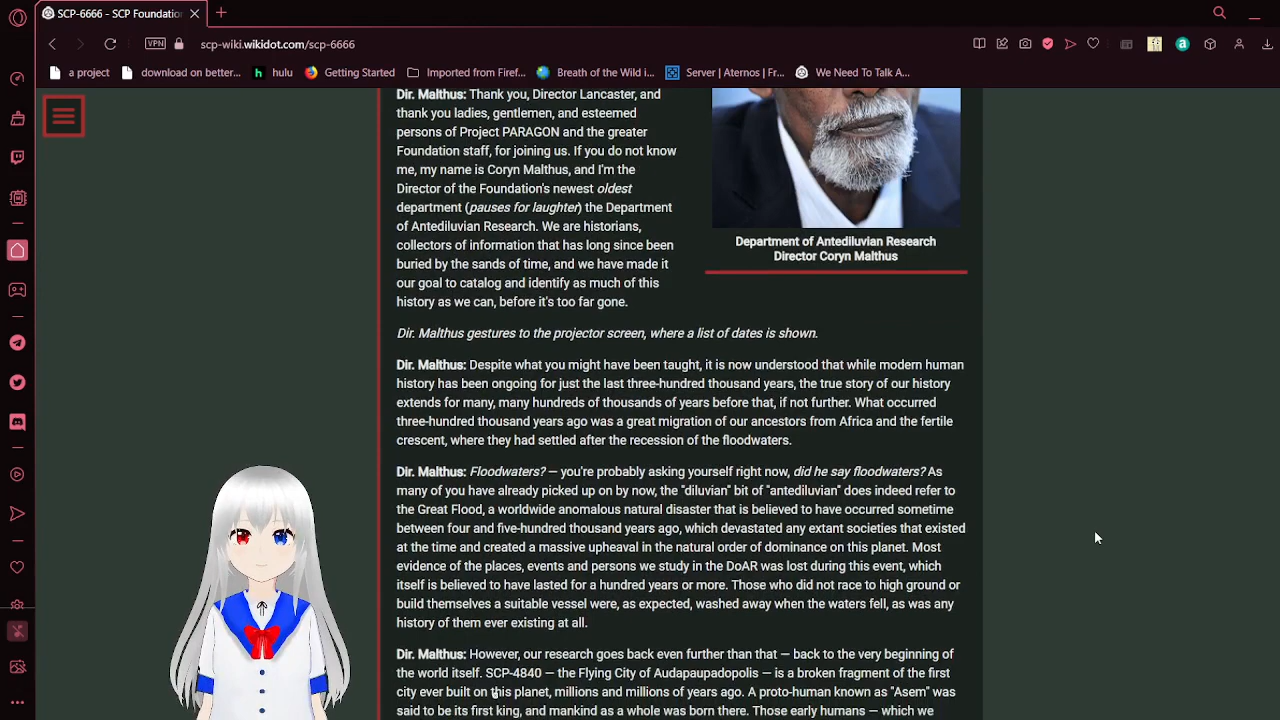 SCP-6666 - SCP Foundation
scp-wiki.wikidot.com/scp-6666
VPN
a project
download on better...
hulu
Getting Started
Imported from Firef...
Breath of the Wild i...
Server | Aternos | Fr...
We Need To Talk A...
Dir. Malthus: Thank you, Director Lancaster, and
thank you ladies, gentlemen, and esteemed
persons of Project PARAGON and the greater
Foundation staff, for joining us. If you do not know
me, my name is Coryn Malthus, and I'm the
Director of the Foundation's newest oldest
department (pauses for laughter) the Department
of Antediluvian Research. We are historians,
collectors of information that has long since been
buried by the sands of time, and we have made it
our goal to catalog and identify as much of this
history as we can, before it's too far gone.
Department of Antediluvian Research
Director Coryn Malthus
Dir. Malthus gestures to the projector screen, where a list of dates is shown.
Dir. Malthus: Despite what you might have been taught, it is now understood that while modern human
history has been ongoing for just the last three-hundred thousand years, the true story of our history
extends for many, many hundreds of thousands of years before that, if not further. What occurred
three-hundred thousand years ago was a great migration of our ancestors from Africa and the fertile
crescent, where they had settled after the recession of the floodwaters.
Dir. Malthus: Floodwaters? — you're probably asking yourself right now, did he say floodwaters? As
many of you have already picked up on by now, the "diluvian" bit of "antediluvian" does indeed refer to
the Great Flood, a worldwide anomalous natural disaster that is believed to have occurred sometime
between four and five-hundred thousand years ago, which devastated any extant societies that existed
at the time and created a massive upheaval in the natural order of dominance on this planet. Most
evidence of the places, events and persons we study in the DoAR was lost during this event, which
itself is believed to have lasted for a hundred years or more. Those who did not race to high ground or
build themselves a suitable vessel were, as expected, washed away when the waters fell, as was any
history of them ever existing at all.
Dir. Malthus: However, our research goes back even further than that — back to the very beginning of
the world itself. SCP-4840 — the Flying City of Audapaupadopolis — is a broken fragment of the first
city ever built on this planet, millions and millions of years ago. A proto-human known as "Asem" was
said to be its first king, and mankind as a whole was born there. Those early humans — which we